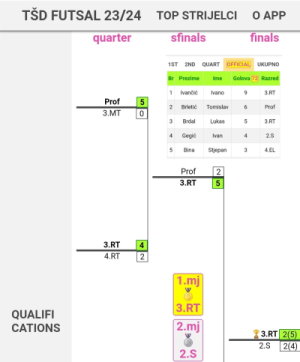 TŠD FUTSAL 23/24 TOP STRIJELCI O APP
quarter sfinals finals
1ST 2ND QUART OFFICIAL UKUPNO
Br Prezime Ime Golova Razred
1 Ivančić Ivano 9 3.RT
2 Brletić Tomislav 6 Prof
3 Brdal Lukas 5 3.RT
4 Gegić Ivan 4 2.S
5 Bina Stjepan 3 4.EL
Prof 5
3.MT 0
Prof 2
3.RT 5
3.RT 4
4.RT 2
1.mj
3.RT
2.mj
2.S
QUALIFI
CATIONS
3.RT 2(5)
2.S 2(4)